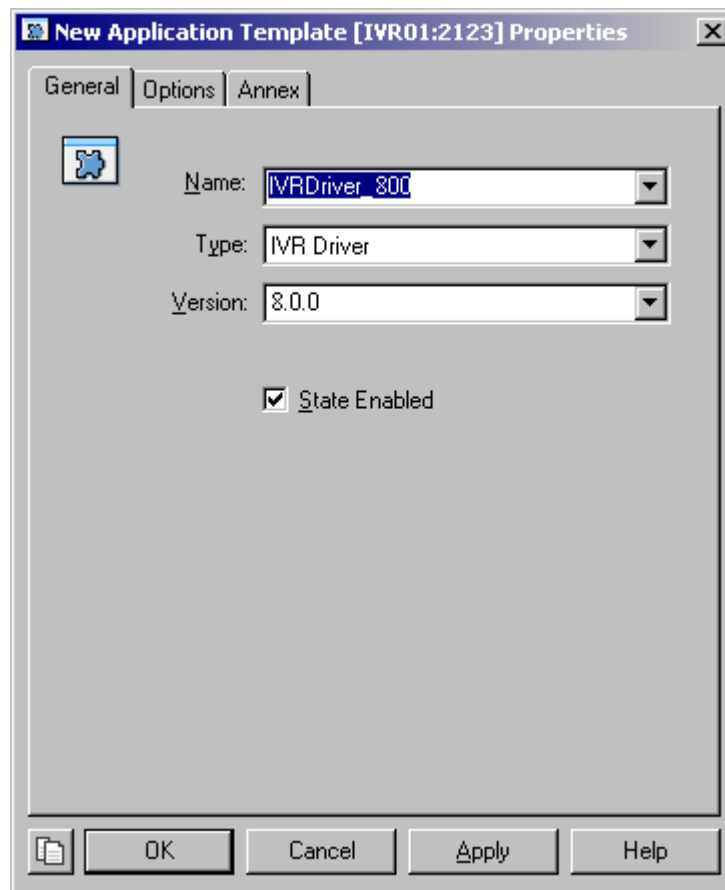 New Application Template [IVR01:2123] Properties
General Options Annex
Name: IVRDriver_800
Type: IVR Driver
Version: 8.0.0
State Enabled
OK Cancel Apply Help